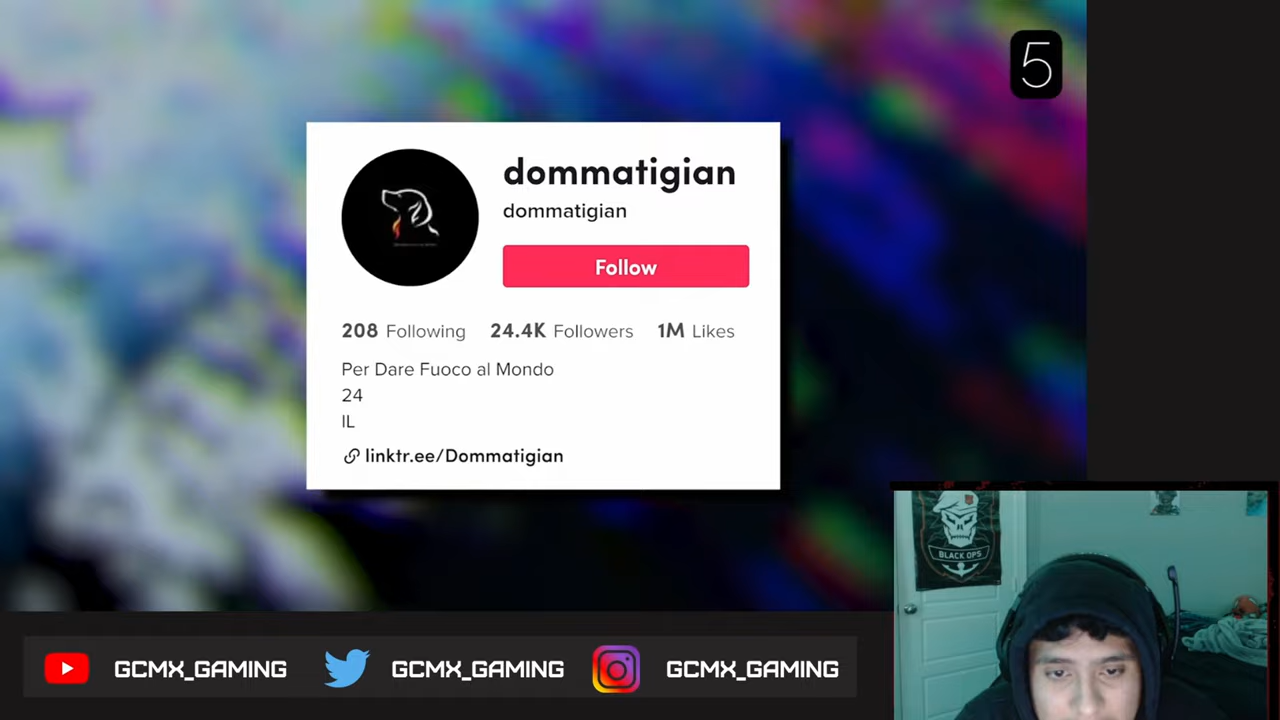 5
dommatigian
dommatigian
Follow
208 Following 24.4K Followers 1M Likes
Per Dare Fuoco al Mondo
24
IL
linktr.ee/Dommatigian
BLACK OPS
GCMX_GAMING GCMX_GAMING GCMX_GAMING